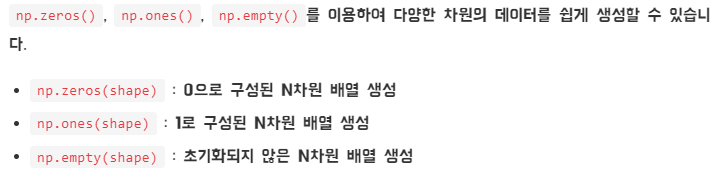 np.zeros(), np.ones(), np.empty()를 이용하여 다양한 차원의 데이터를 쉽게 생성할 수 있습니
다.
• np.zeros(shape) : 0으로 구성된 N차원 배열 생성
• np.ones(shape) : 1로 구성된 N차원 배열 생성
• np.empty(shape) : 초기화되지 않은 N차원 배열 생성